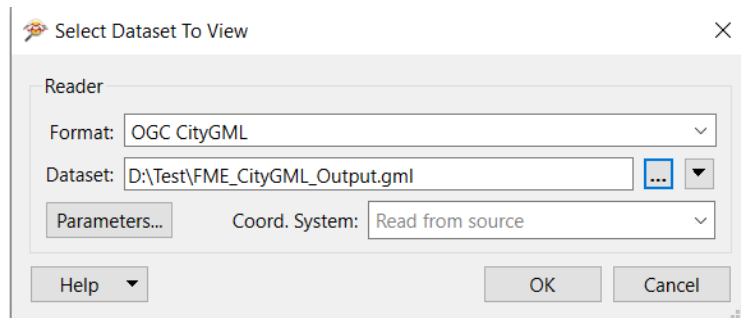 Select Dataset To View
Reader
Format: OGC CityGML
Dataset: D:\Test\FME_CityGML_Output.gml ...
Parameters... Coord. System: Read from source
Help OK Cancel